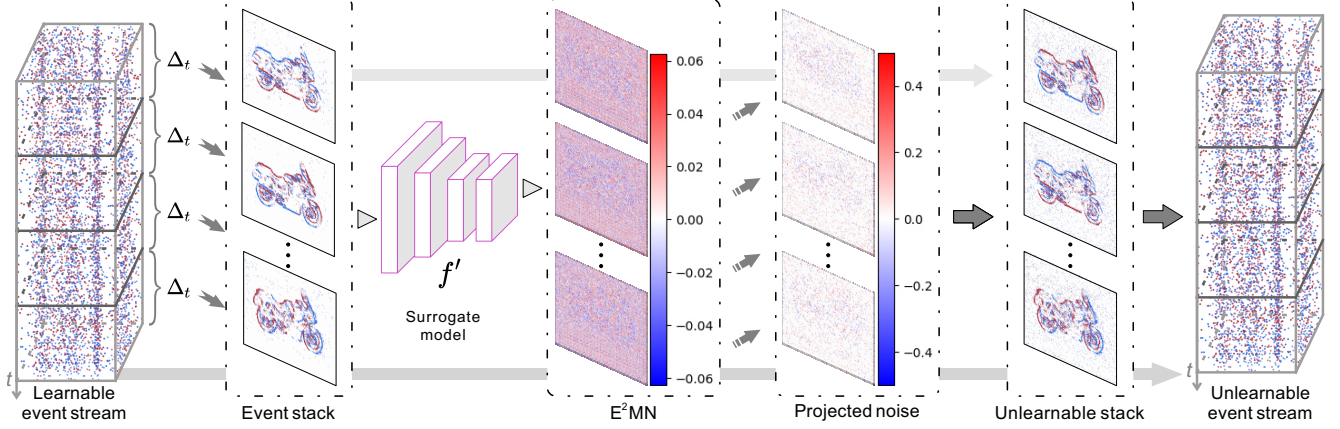 Δt
Δt
Δt
Δt
t
Learnable
event stream
Event stack
f′
Surrogate
model
0.06
0.04
0.02
0.00
−0.02
−0.04
−0.06
E²MN
0.4
0.2
0.0
−0.2
−0.4
Projected noise
Unlearnable stack
t
Unlearnable
event stream